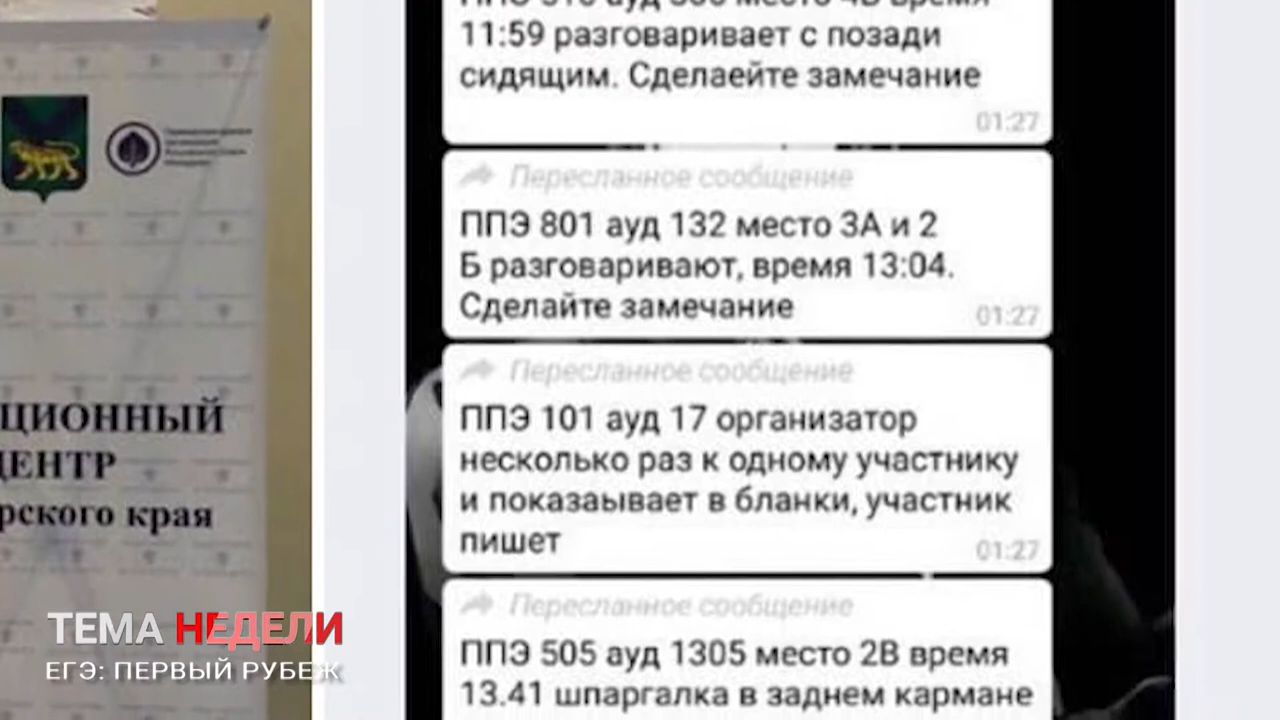 11:59 разговаривает с позади
сидящим. Сделаейте замечание
01:27
Пересланное сообщение
ППЭ 801 ауд 132 место 3А и 2
Б разговаривают, время 13:04.
Сделайте замечание
01:27
Пересланное сообщение
ППЭ 101 ауд 17 организатор
несколько раз к одному участнику
и показаывает в бланки, участник
пишет
01:27
Пересланное сообщение
ППЭ 505 ауд 1305 место 2В время
13.41 шпаргалка в заднем кармане
ЦИОННЫЙ
ЦЕНТР
рского края
ТЕМА НЕДЕЛИ
ЕГЭ: ПЕРВЫЙ РУБЕЖ